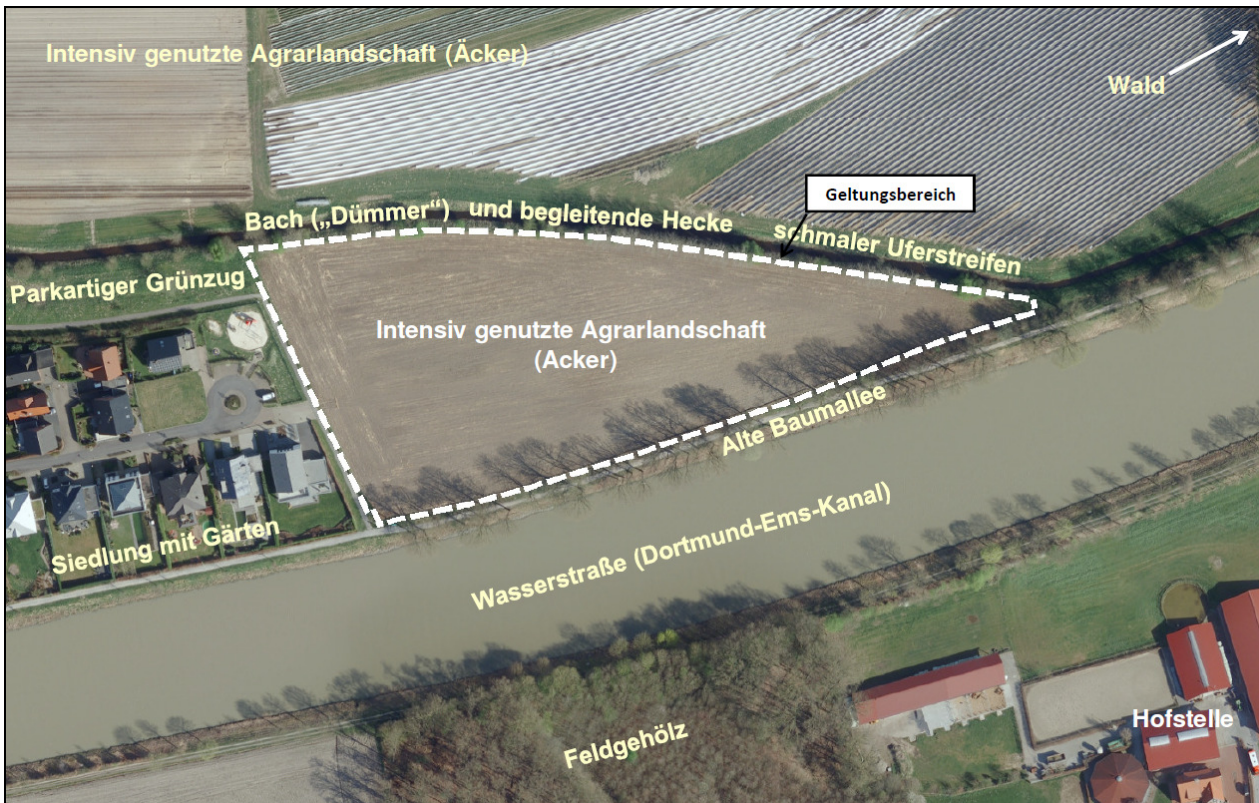 Intensiv genutzte Agrarlandschaft (Äcker)
Wald
Geltungsbereich
Bach („Dümmer“) und begleitende Hecke
schmaler Uferstreifen
Parkartiger Grünzug
Intensiv genutzte Agrarlandschaft
(Acker)
Alte Baumallee
Siedlung mit Gärten
Wasserstraße (Dortmund-Ems-Kanal)
Hofstelle
Feldgehölz